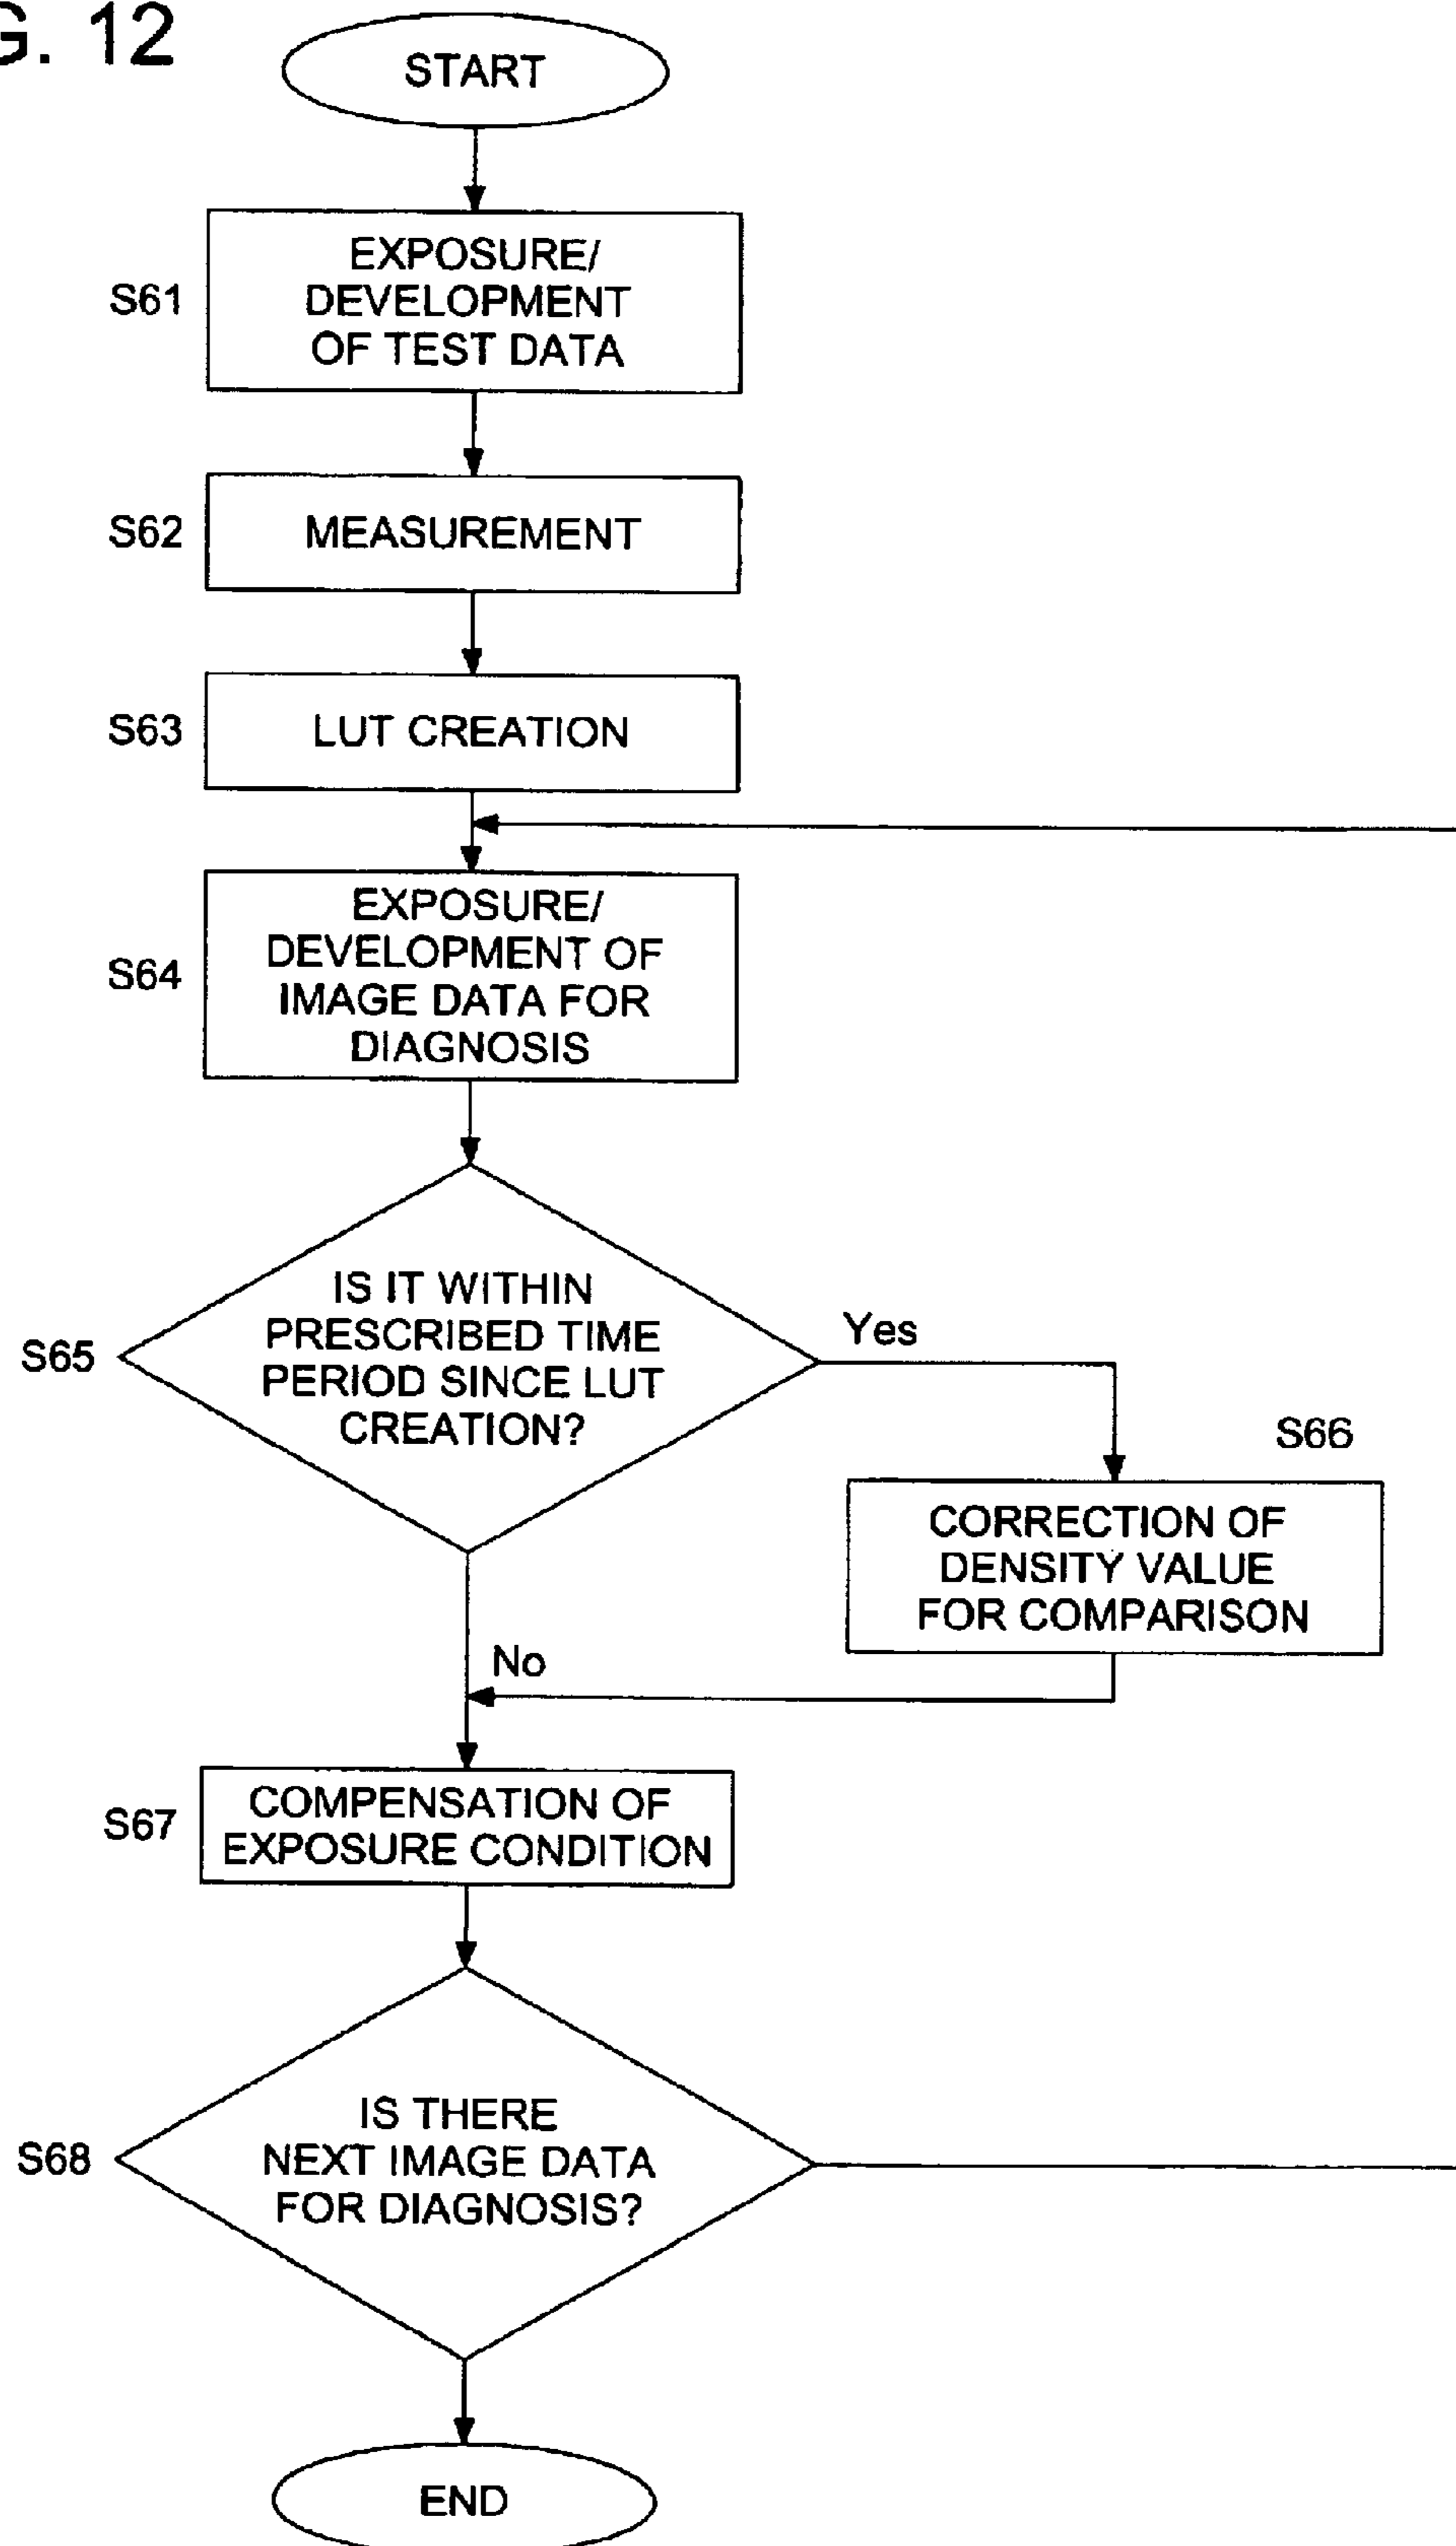 G. 12
START
S61
EXPOSURE/
DEVELOPMENT
OF TEST DATA
S62
MEASUREMENT
S63
LUT CREATION
S64
EXPOSURE/
DEVELOPMENT OF
IMAGE DATA FOR
DIAGNOSIS
S65
IS IT WITHIN
PRESCRIBED TIME
PERIOD SINCE LUT
CREATION?
Yes
S66
CORRECTION OF
DENSITY VALUE
FOR COMPARISON
No
S67
COMPENSATION OF
EXPOSURE CONDITION
S68
IS THERE
NEXT IMAGE DATA
FOR DIAGNOSIS?
END